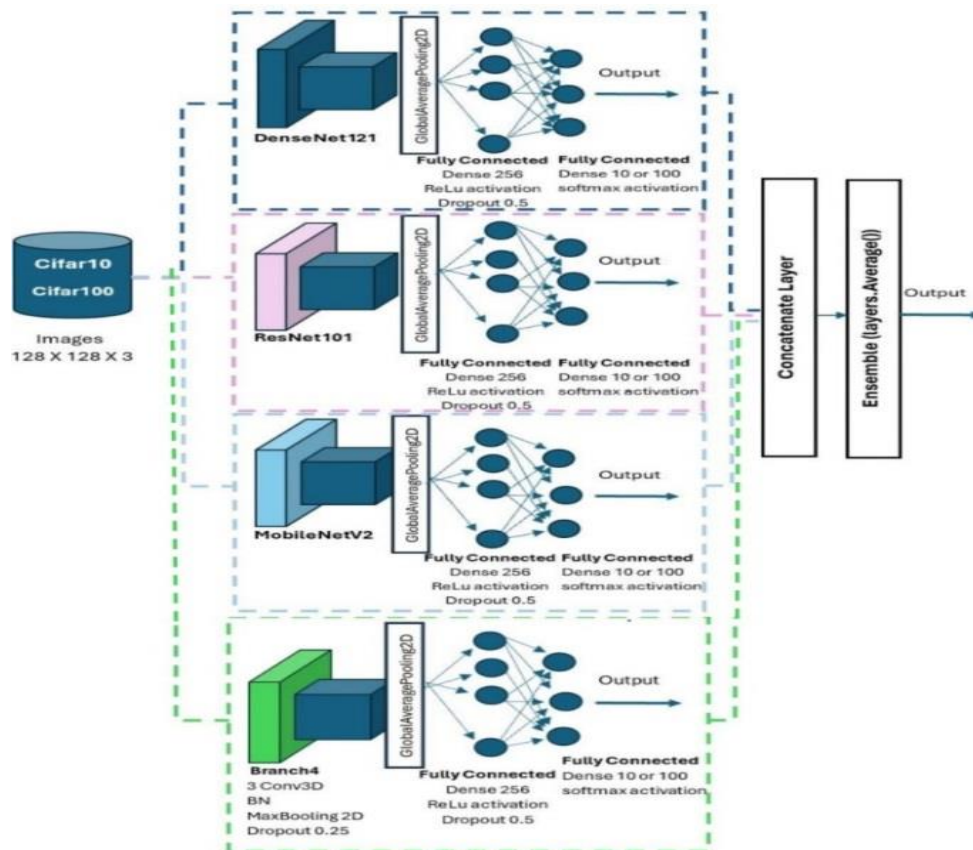 Cifar10
Cifar100
Images
128 X 128 X 3
DenseNet121
GlobalAveragePooling2D
Output
Fully Connected
Dense 256
ReLu activation
Dropout 0.5
Fully Connected
Dense 10 or 100
softmax activation
ResNet101
GlobalAveragePooling2D
Output
Fully Connected
Dense 256
ReLu activation
Dropout 0.5
Fully Connected
Dense 10 or 100
softmax activation
MobileNetV2
GlobalAveragePooling2D
Output
Fully Connected
Dense 256
ReLu activation
Dropout 0.5
Fully Connected
Dense 10 or 100
softmax activation
Branch4
3 Conv3D
BN
MaxBooling 2D
Dropout 0.25
GlobalAveragePooling2D
Output
Fully Connected
Dense 256
ReLu activation
Dropout 0.5
Fully Connected
Dense 10 or 100
softmax activation
Concatenate Layer
Ensemble (layers.Average())
Output